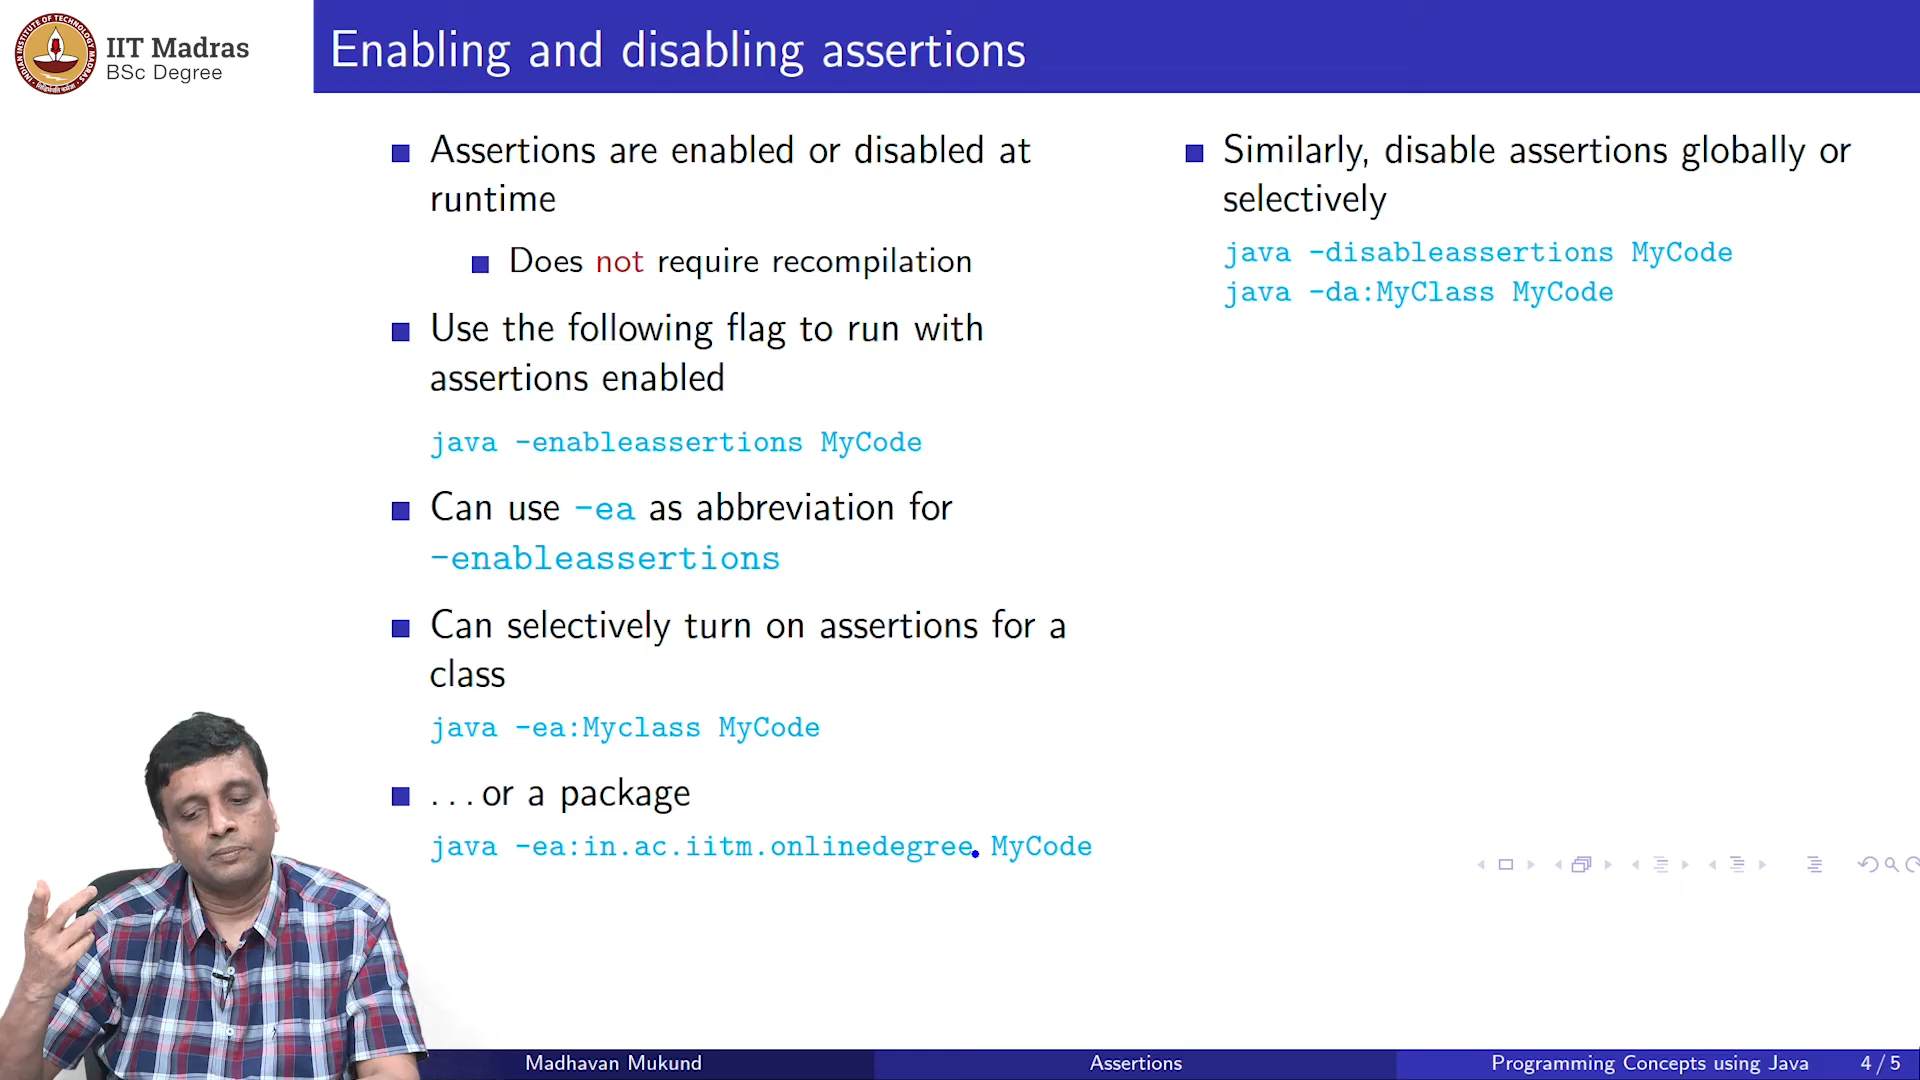 IIT Madras
BSc Degree
Enabling and disabling assertions
Assertions are enabled or disabled at
runtime
Does not require recompilation
Use the following flag to run with
assertions enabled
java -enableassertions MyCode
Can use -ea as abbreviation for
-enableassertions
Can selectively turn on assertions for a
class
java -ea:Myclass MyCode
...or a package
java -ea:in.ac.iitm.onlinedegree MyCode
Similarly, disable assertions globally or
selectively
java -disableassertions MyCode
java -da:MyClass MyCode
Madhavan Mukund
Assertions
Programming Concepts using Java
4 / 5